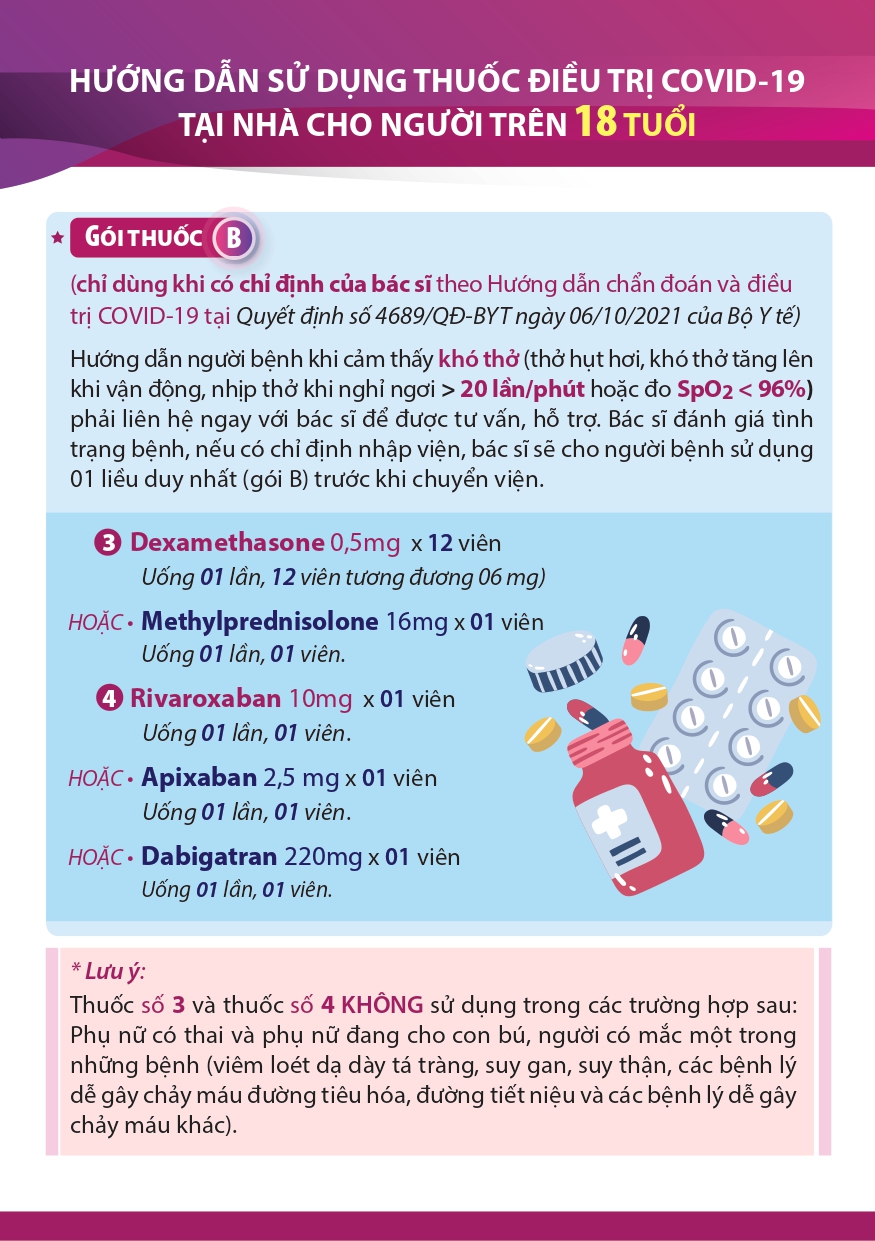 HƯỚNG DẪN SỬ DỤNG THUỐC ĐIỀU TRỊ COVID-19
TẠI NHÀ CHO NGƯỜI TRÊN 18 TUỔI
★ GÓI THUỐC B
(chỉ dùng khi có chỉ định của bác sĩ theo Hướng dẫn chẩn đoán và điều
trị COVID-19 tại Quyết định số 4689/QĐ-BYT ngày 06/10/2021 của Bộ Y tế)
Hướng dẫn người bệnh khi cảm thấy khó thở (thở hụt hơi, khó thở tăng lên
khi vận động, nhịp thở khi nghỉ ngơi > 20 lần/phút hoặc đo SpO2 < 96%)
phải liên hệ ngay với bác sĩ để được tư vấn, hỗ trợ. Bác sĩ đánh giá tình
trạng bệnh, nếu có chỉ định nhập viện, bác sĩ sẽ cho người bệnh sử dụng
01 liều duy nhất (gói B) trước khi chuyển viện.
3 Dexamethasone 0,5mg x 12 viên
Uống 01 lần, 12 viên tương đương 06 mg)
HOẶC • Methylprednisolone 16mg x 01 viên
Uống 01 lần, 01 viên.
4 Rivaroxaban 10mg x 01 viên
Uống 01 lần, 01 viên.
HOẶC • Apixaban 2,5 mg x 01 viên
Uống 01 lần, 01 viên.
HOẶC • Dabigatran 220mg x 01 viên
Uống 01 lần, 01 viên.
* Lưu ý:
Thuốc số 3 và thuốc số 4 KHÔNG sử dụng trong các trường hợp sau:
Phụ nữ có thai và phụ nữ đang cho con bú, người có mắc một trong
những bệnh (viêm loét dạ dày tá tràng, suy gan, suy thận, các bệnh lý
dễ gây chảy máu đường tiêu hóa, đường tiết niệu và các bệnh lý dễ gây
chảy máu khác).